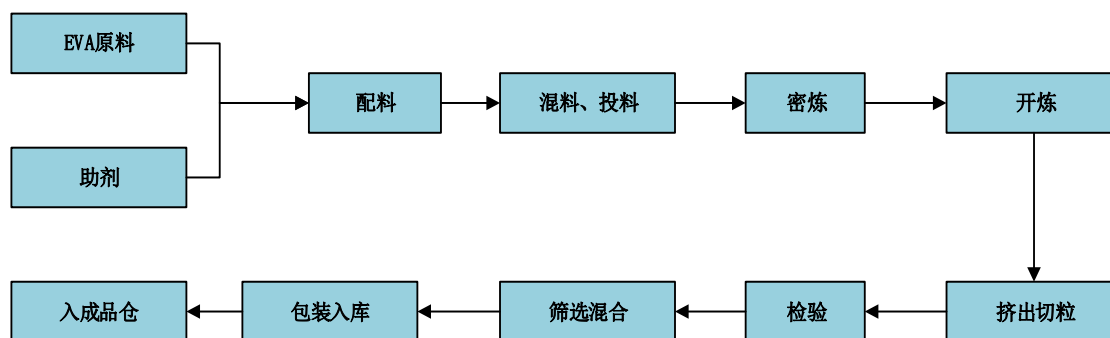 EVA原料
助剂
配料
混料、投料
密炼
开炼
挤出切粒
检验
筛选混合
包装入库
入成品仓